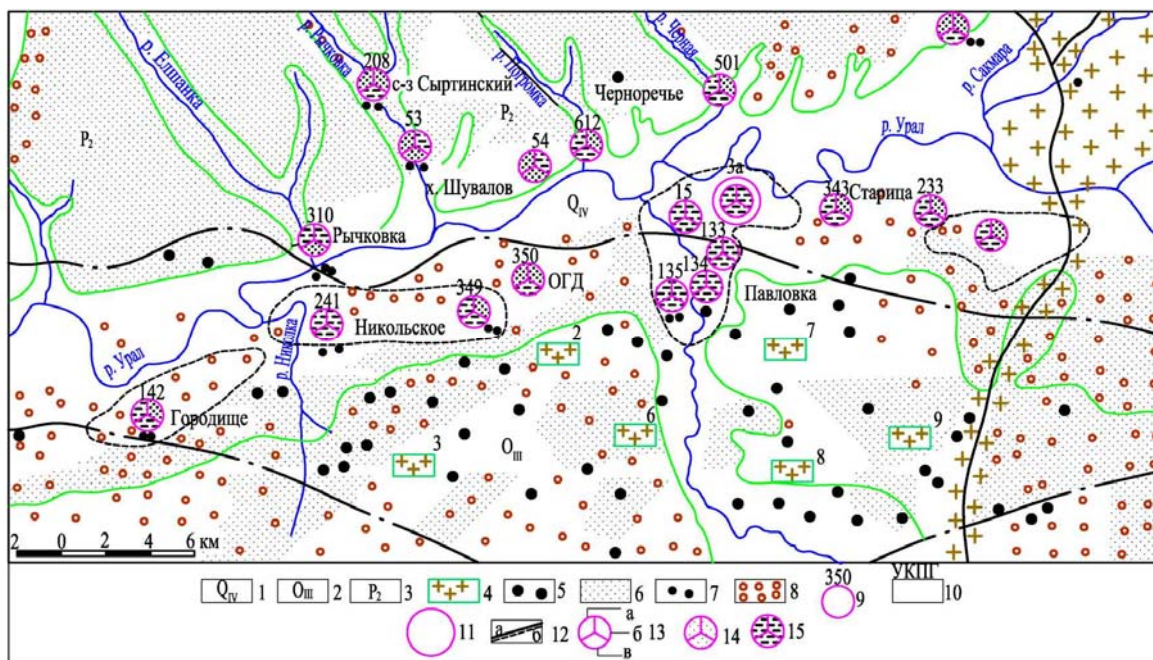 р. Рычковка
р. Черная
208
501
р. Сакмара
р. Елшанка
с-з Сыртинский
р. Погромка
Черноречье
53
P₂
612
р. Урал
P₂
54
х. Шувалов
3а
15
343
Старица
233
Q_IV
310
Рычковка
133
350
ОГД
134
135
241
349
Павловка
Никольское
2
7
р. Урал
р. Николка
142
Городище
6
9
3
O_III
8
2 0 2 4 6 км
Q_IV 1 O_III 2 P₂ 3 4 5 6 7 8 350 9 УКПГ 10
11 а б 12 а б в 13 14 15